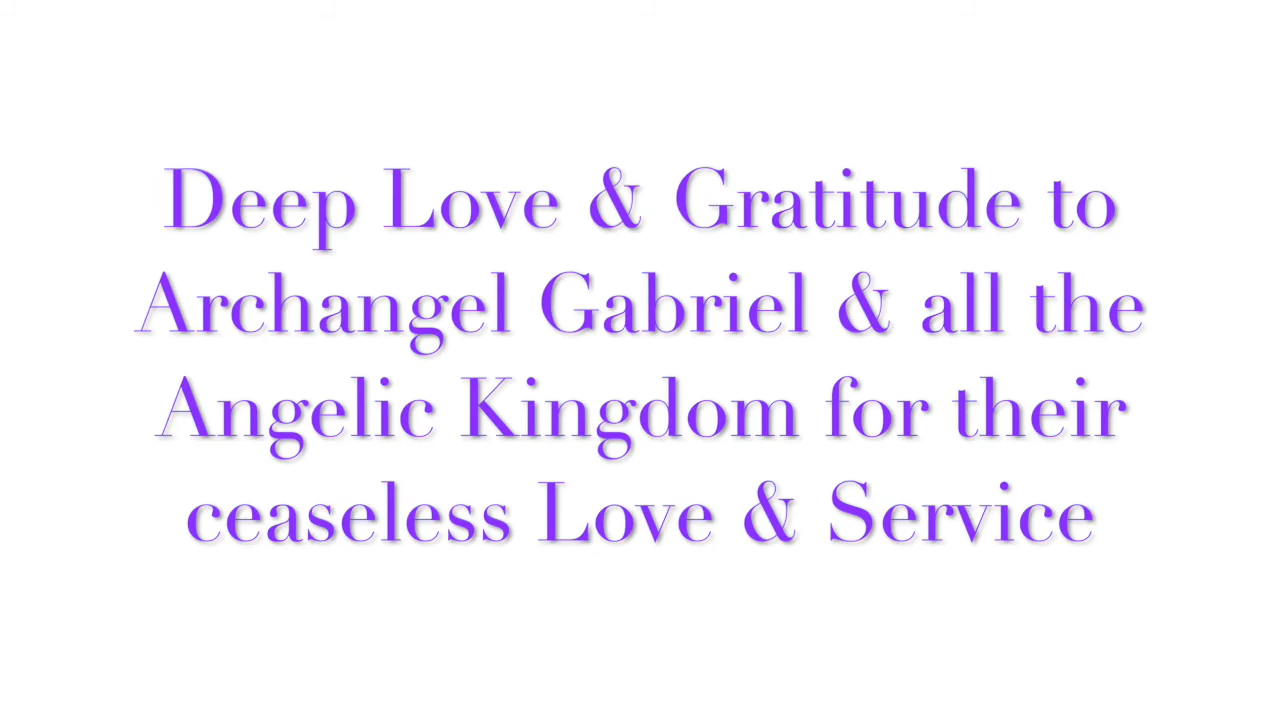 Deep Love & Gratitude to
Archangel Gabriel & all the
Angelic Kingdom for their
ceaseless Love & Service